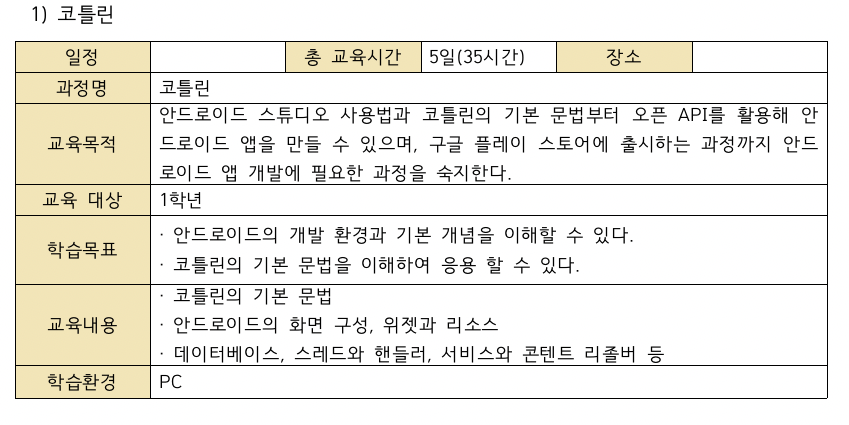 1) 코틀린
일정 총 교육시간 5일(35시간) 장소
과정명 코틀린
교육목적 안드로이드 스튜디오 사용법과 코틀린의 기본 문법부터 오픈 API를 활용해 안
드로이드 앱을 만들 수 있으며, 구글 플레이 스토어에 출시하는 과정까지 안드
로이드 앱 개발에 필요한 과정을 숙지한다.
교육 대상 1학년
학습목표 · 안드로이드의 개발 환경과 기본 개념을 이해할 수 있다.
· 코틀린의 기본 문법을 이해하여 응용 할 수 있다.
교육내용 · 코틀린의 기본 문법
· 안드로이드의 화면 구성, 위젯과 리소스
· 데이터베이스, 스레드와 핸들러, 서비스와 콘텐트 리졸버 등
학습환경 PC